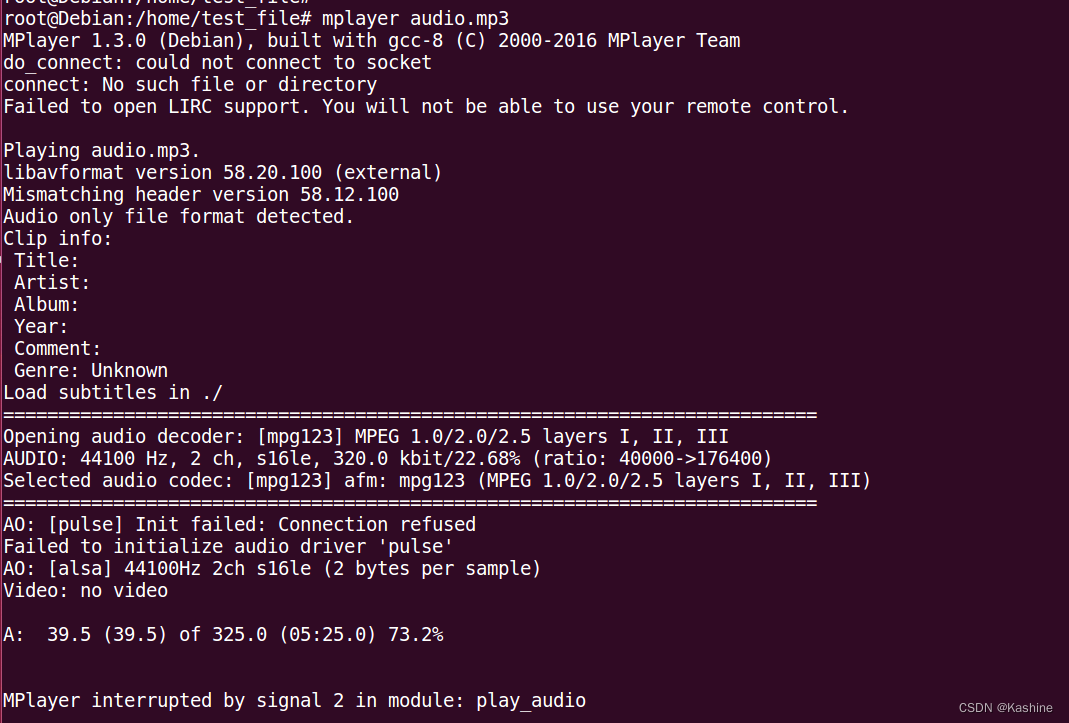 root@Debian:/home/test_file#
root@Debian:/home/test_file# mplayer audio.mp3
MPlayer 1.3.0 (Debian), built with gcc-8 (C) 2000-2016 MPlayer Team
do_connect: could not connect to socket
connect: No such file or directory
Failed to open LIRC support. You will not be able to use your remote control.
Playing audio.mp3.
libavformat version 58.20.100 (external)
Mismatching header version 58.12.100
Audio only file format detected.
Clip info:
Title:
Artist:
Album:
Year:
Comment:
Genre: Unknown
Load subtitles in ./
==========================================================================
Opening audio decoder: [mpg123] MPEG 1.0/2.0/2.5 layers I, II, III
AUDIO: 44100 Hz, 2 ch, s16le, 320.0 kbit/22.68% (ratio: 40000->176400)
Selected audio codec: [mpg123] afm: mpg123 (MPEG 1.0/2.0/2.5 layers I, II, III)
==========================================================================
AO: [pulse] Init failed: Connection refused
Failed to initialize audio driver 'pulse'
AO: [alsa] 44100Hz 2ch s16le (2 bytes per sample)
Video: no video
A:  39.5 (39.5) of 325.0 (05:25.0) 73.2%
MPlayer interrupted by signal 2 in module: play_audio
CSDN @Kashine